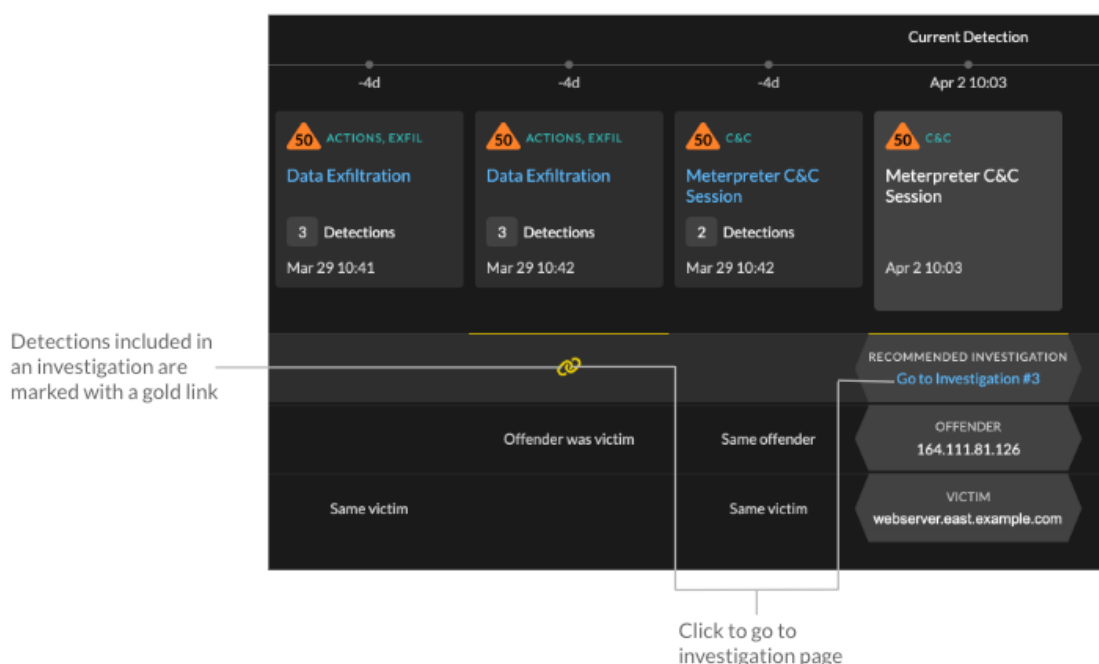 Current Detection
-4d
-4d
-4d
Apr 2 10:03
50 ACTIONS, EXFIL
Data Exfiltration
3 Detections
Mar 29 10:41
50 ACTIONS, EXFIL
Data Exfiltration
3 Detections
Mar 29 10:42
50 C&C
Meterpreter C&C
Session
2 Detections
Mar 29 10:42
50 C&C
Meterpreter C&C
Session
Apr 2 10:03
Detections included in
an investigation are
marked with a gold link
RECOMMENDED INVESTIGATION
Go to Investigation #3
Offender was victim
Same offender
OFFENDER
164.111.81.126
Same victim
Same victim
VICTIM
webserver.east.example.com
Click to go to
investigation page